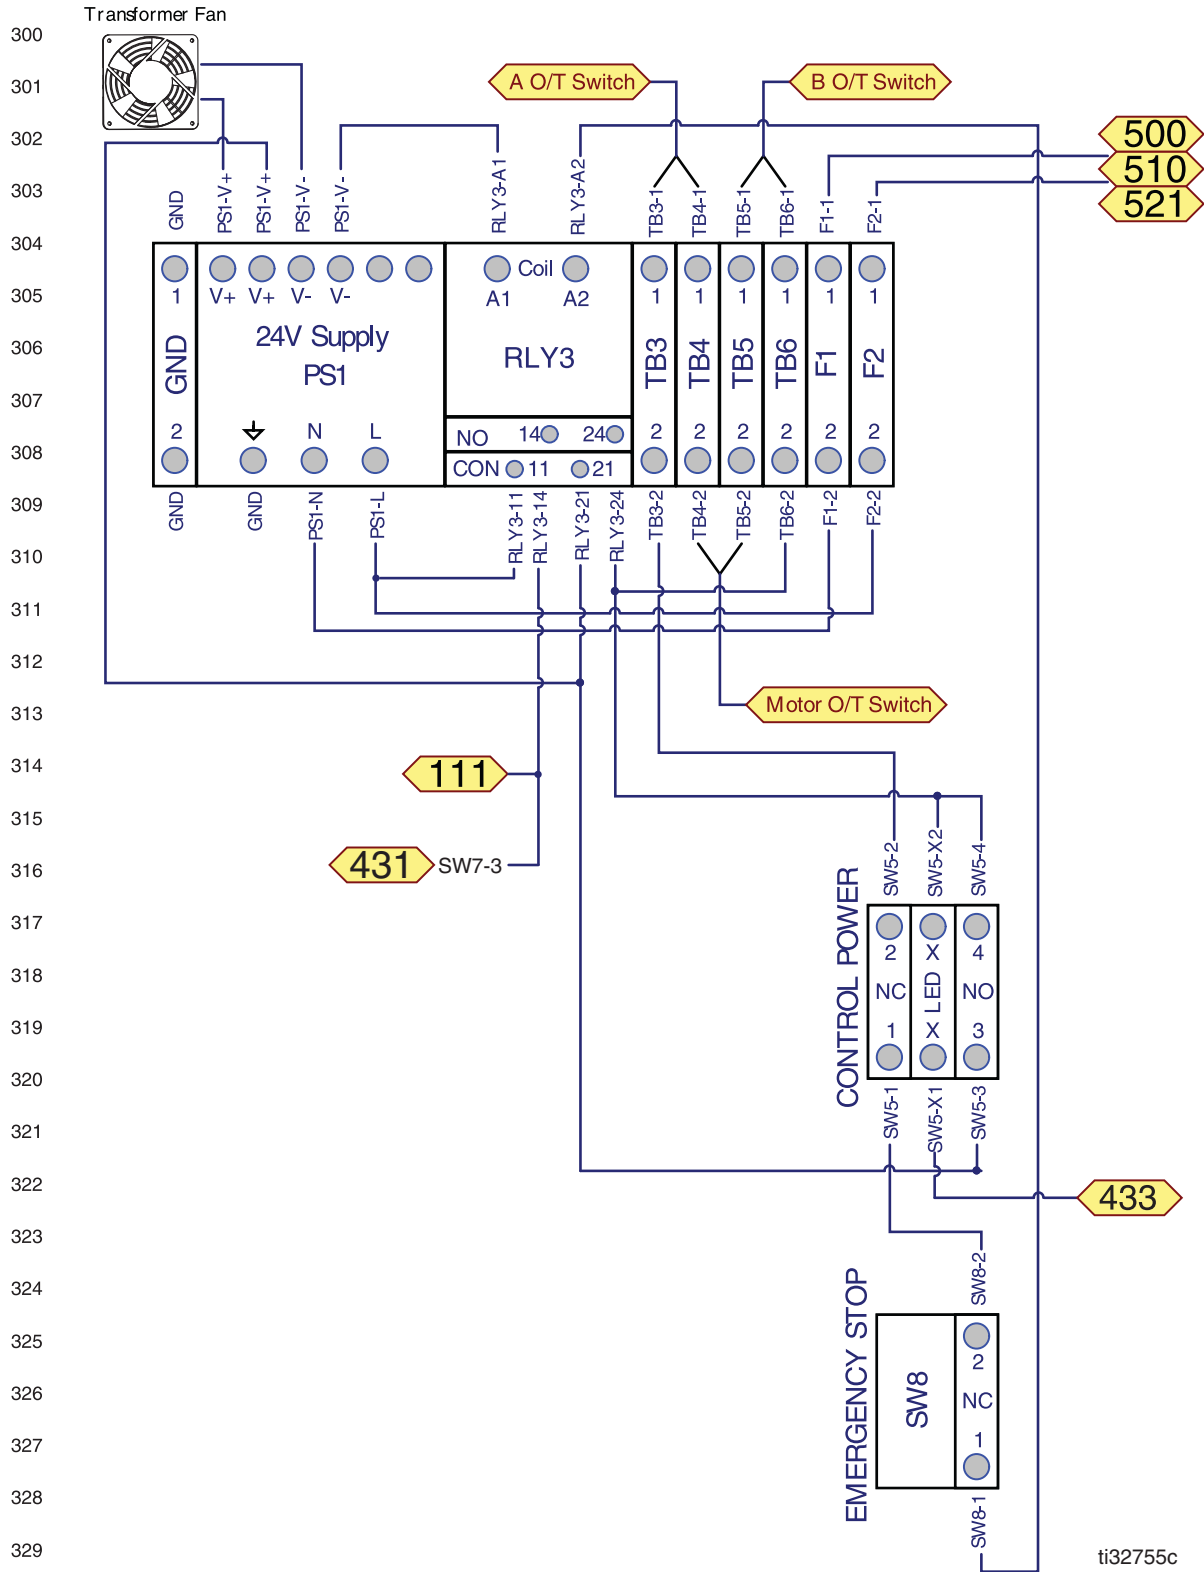 Transformer Fan
300
301
A O/T Switch
B O/T Switch
302
500
510
521
303
GND
PS1-V+
PS1-V+
PS1-V-
PS1-V-
RLY3-A1
RLY3-A2
TB3-1
TB4-1
TB5-1
TB6-1
F1-1
F2-1
304
Coil
305
1
V+
V+
V-
V-
A1
A2
1
1
1
1
1
1
306
24V Supply
PS1
RLY3
GND
TB3
TB4
TB5
TB6
F1
F2
307
2
N
L
NO
14
24
2
2
2
2
2
2
308
CON
11
21
309
GND
GND
PS1-N
PS1-L
RLY3-11
RLY3-14
RLY3-21
RLY3-24
TB3-2
TB4-2
TB5-2
TB6-2
F1-2
F2-2
310
311
312
313
Motor O/T Switch
314
111
315
316
431
SW7-3
SW5-2
SW5-X2
SW5-4
317
CONTROL POWER
2
X
4
318
NC
LED
NO
319
1
X
3
320
321
SW5-1
SW5-X1
SW5-3
322
433
323
324
SW8-2
325
EMERGENCY STOP
2
326
SW8
NC
327
1
328
329
SW8-1
ti32755c